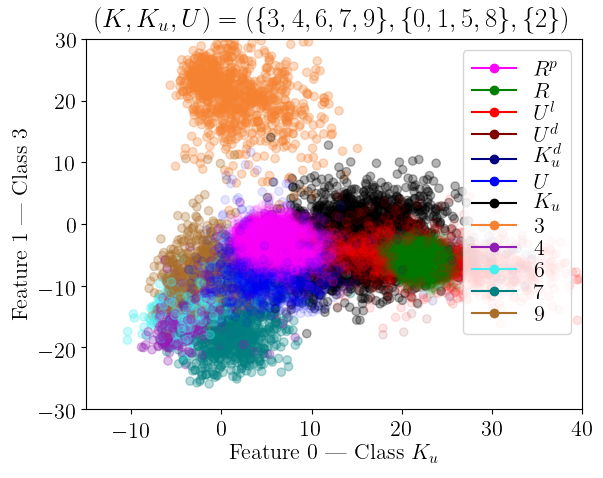 (K, K_u, U) = ({3, 4, 6, 7, 9}, {0, 1, 5, 8}, {2})
30
20
10
0
−10
−20
−30
Feature 1 — Class 3
−10
0
10
20
30
40
Feature 0 — Class K_u
R^p
R
U^l
U^d
K_u^d
U
K_u
3
4
6
7
9